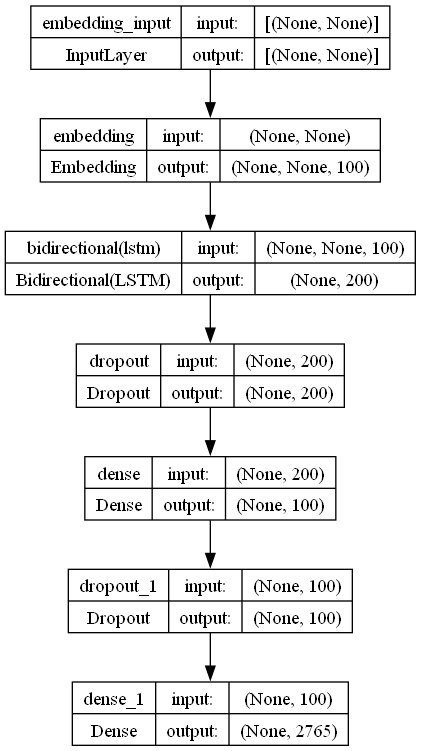 embedding_input input: [(None, None)]
InputLayer output: [(None, None)]
embedding input: (None, None)
Embedding output: (None, None, 100)
bidirectional(lstm) input: (None, None, 100)
Bidirectional(LSTM) output: (None, 200)
dropout input: (None, 200)
Dropout output: (None, 200)
dense input: (None, 200)
Dense output: (None, 100)
dropout_1 input: (None, 100)
Dropout output: (None, 100)
dense_1 input: (None, 100)
Dense output: (None, 2765)